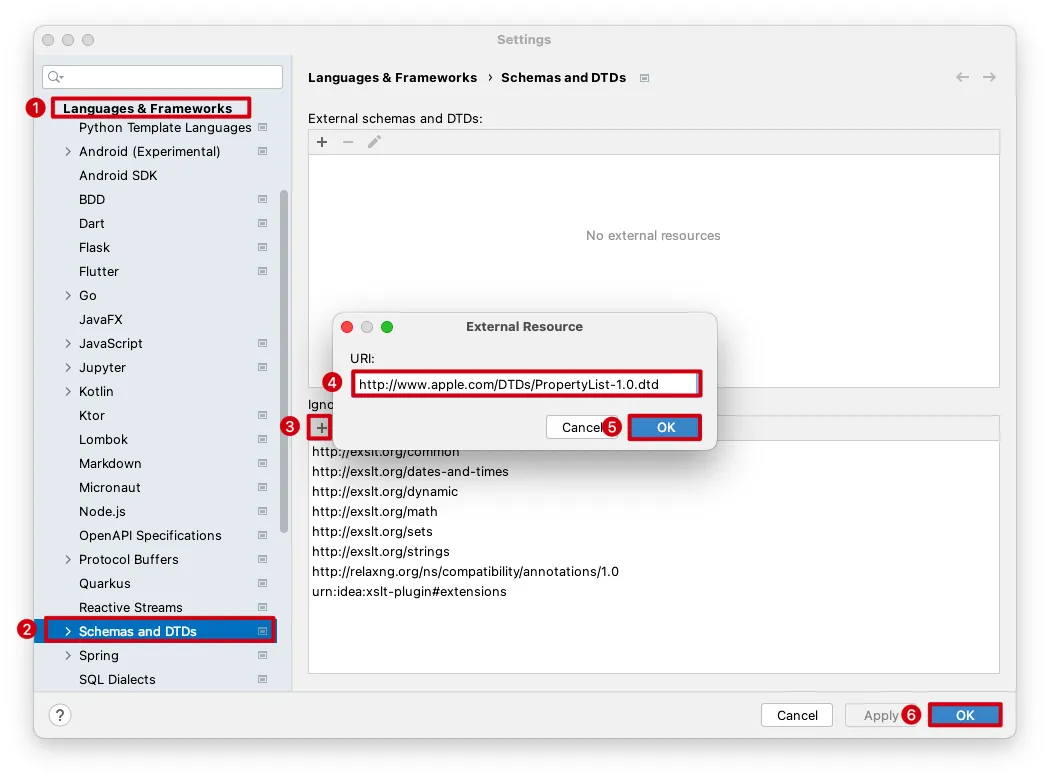 Settings
1 Languages & Frameworks
Python Template Languages
Android (Experimental)
Android SDK
BDD
Dart
Flask
Flutter
Go
JavaFX
JavaScript
Jupyter
Kotlin
Ktor
Lombok
Markdown
Micronaut
Node.js
OpenAPI Specifications
Protocol Buffers
Quarkus
Reactive Streams
2 Schemas and DTDs
Spring
SQL Dialects
Languages & Frameworks › Schemas and DTDs
External schemas and DTDs:
No external resources
External Resource
URI:
4 http://www.apple.com/DTDs/PropertyList-1.0.dtd
Cancel 5 OK
Igno
3 +
http://exslt.org/common
http://exslt.org/dates-and-times
http://exslt.org/dynamic
http://exslt.org/math
http://exslt.org/sets
http://exslt.org/strings
http://relaxng.org/ns/compatibility/annotations/1.0
urn:idea:xslt-plugin#extensions
? Cancel Apply 6 OK